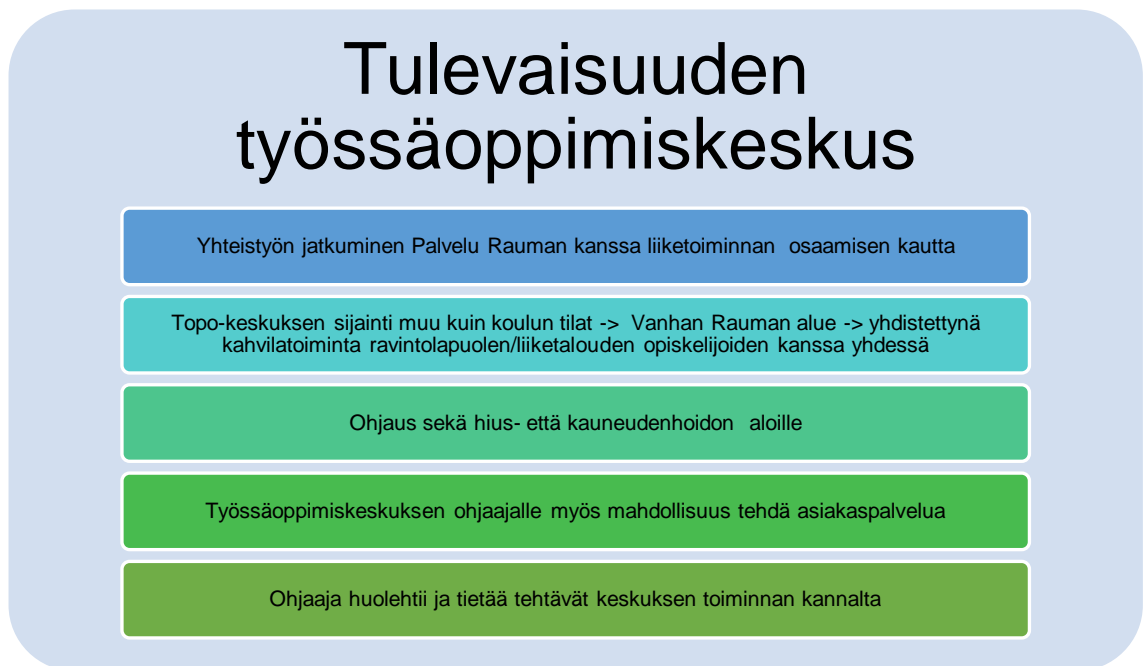 Tulevaisuuden
työssäoppimiskeskus
Yhteistyön jatkuminen Palvelu Rauman kanssa liiketoiminnan osaamisen kautta
Topo-keskuksen sijainti muu kuin koulun tilat -> Vanhan Rauman alue -> yhdistettynä
kahvilatoiminta ravintolapuolen/liiketalouden opiskelijoiden kanssa yhdessä
Ohjaus sekä hius- että kauneudenhoidon aloille
Työssäoppimiskeskuksen ohjaajalle myös mahdollisuus tehdä asiakaspalvelua
Ohjaaja huolehtii ja tietää tehtävät keskuksen toiminnan kannalta